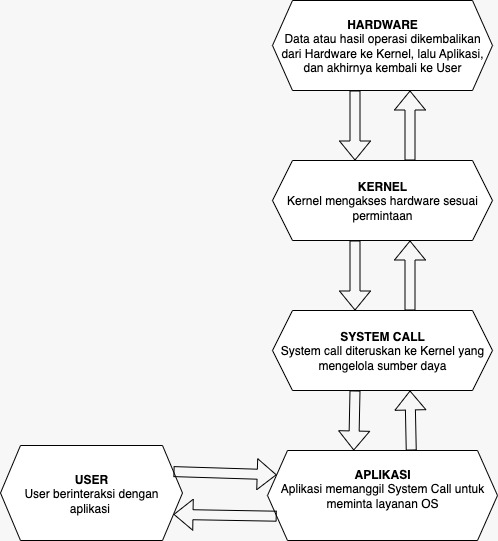 HARDWARE
Data atau hasil operasi dikembalikan
dari Hardware ke Kernel, lalu Aplikasi,
dan akhirnya kembali ke User
KERNEL
Kernel mengakses hardware sesuai
permintaan
SYSTEM CALL
System call diteruskan ke Kernel yang
mengelola sumber daya
APLIKASI
Aplikasi memanggil System Call untuk
meminta layanan OS
USER
User berinteraksi dengan
aplikasi